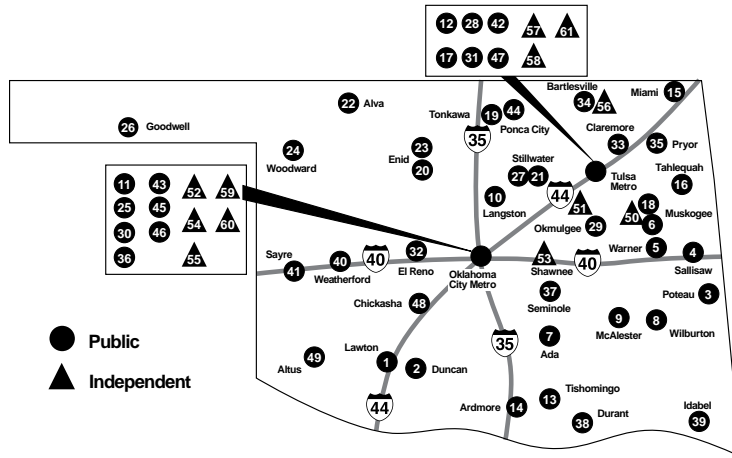 12 28 42 57 61
17 31 47 58
Bartlesville
34 56
Miami 15
22 Alva
Tonkawa 19 44
Ponca City
26 Goodwell
35
Claremore
33
35 Pryor
24
Woodward
23
Enid
20
Stillwater
27 21
Tulsa
Metro
Tahlequah
16
11 43 52 59
25 45
30 46 54 60
36 55
10
Langston
44
51
Okmulgee 29
50 18
6
Muskogee
Sayre
41
40
Weatherford
40
32
El Reno
Oklahoma
City Metro
53
Shawnee
40
Warner 5
4
Sallisaw
Chickasha 48
37
Seminole
Poteau 3
Public
Independent
49
Altus
Lawton
1
2 Duncan
35
7
Ada
9
McAlester
8
Wilburton
44
Ardmore 14
Tishomingo
13
38
Durant
Idabel
39